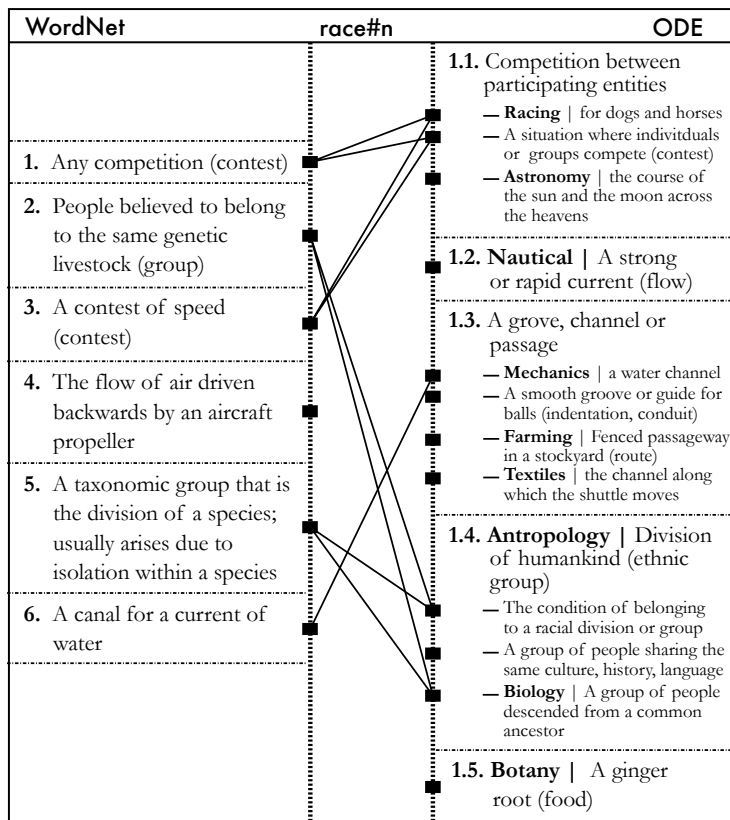 WordNet race#n ODE
1. Any competition (contest)
2. People believed to belong
to the same genetic
livestock (group)
3. A contest of speed
(contest)
4. The flow of air driven
backwards by an aircraft
propeller
5. A taxonomic group that is
the division of a species;
usually arises due to
isolation within a species
6. A canal for a current of
water
1.1. Competition between
participating entities
— Racing | for dogs and horses
— A situation where indivitduals
or groups compete (contest)
— Astronomy | the course of
the sun and the moon across
the heavens
1.2. Nautical | A strong
or rapid current (flow)
1.3. A grove, channel or
passage
— Mechanics | a water channel
— A smooth groove or guide for
balls (indentation, conduit)
— Farming | Fenced passageway
in a stockyard (route)
— Textiles | the channel along
which the shuttle moves
1.4. Antropology | Division
of humankind (ethnic
group)
— The condition of belonging
to a racial division or group
— A group of people sharing the
same culture, history, language
— Biology | A group of people
descended from a common
ancestor
1.5. Botany | A ginger
root (food)